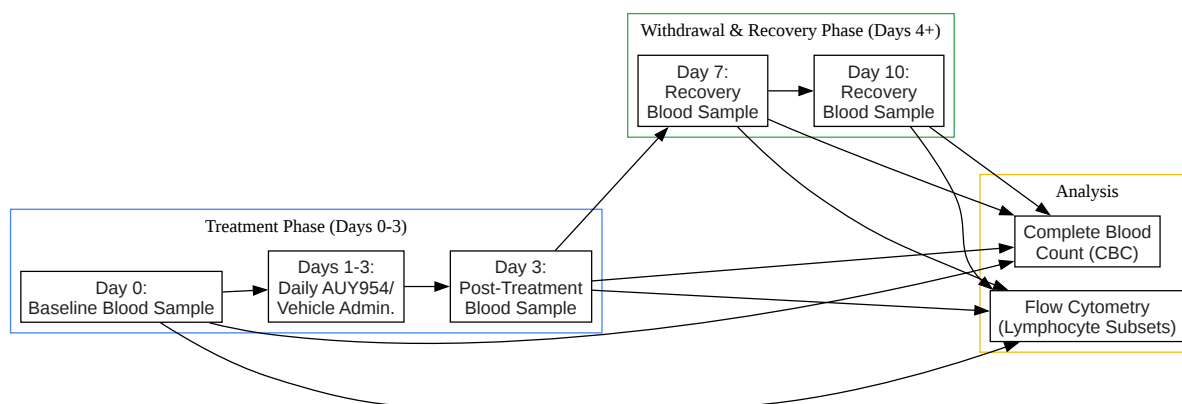 Withdrawal & Recovery Phase (Days 4+)
Day 7:
Recovery
Blood Sample
Day 10:
Recovery
Blood Sample
Treatment Phase (Days 0-3)
Day 0:
Baseline Blood Sample
Days 1-3:
Daily AUY954/
Vehicle Admin.
Day 3:
Post-Treatment
Blood Sample
Analysis
Complete Blood
Count (CBC)
Flow Cytometry
(Lymphocyte Subsets)